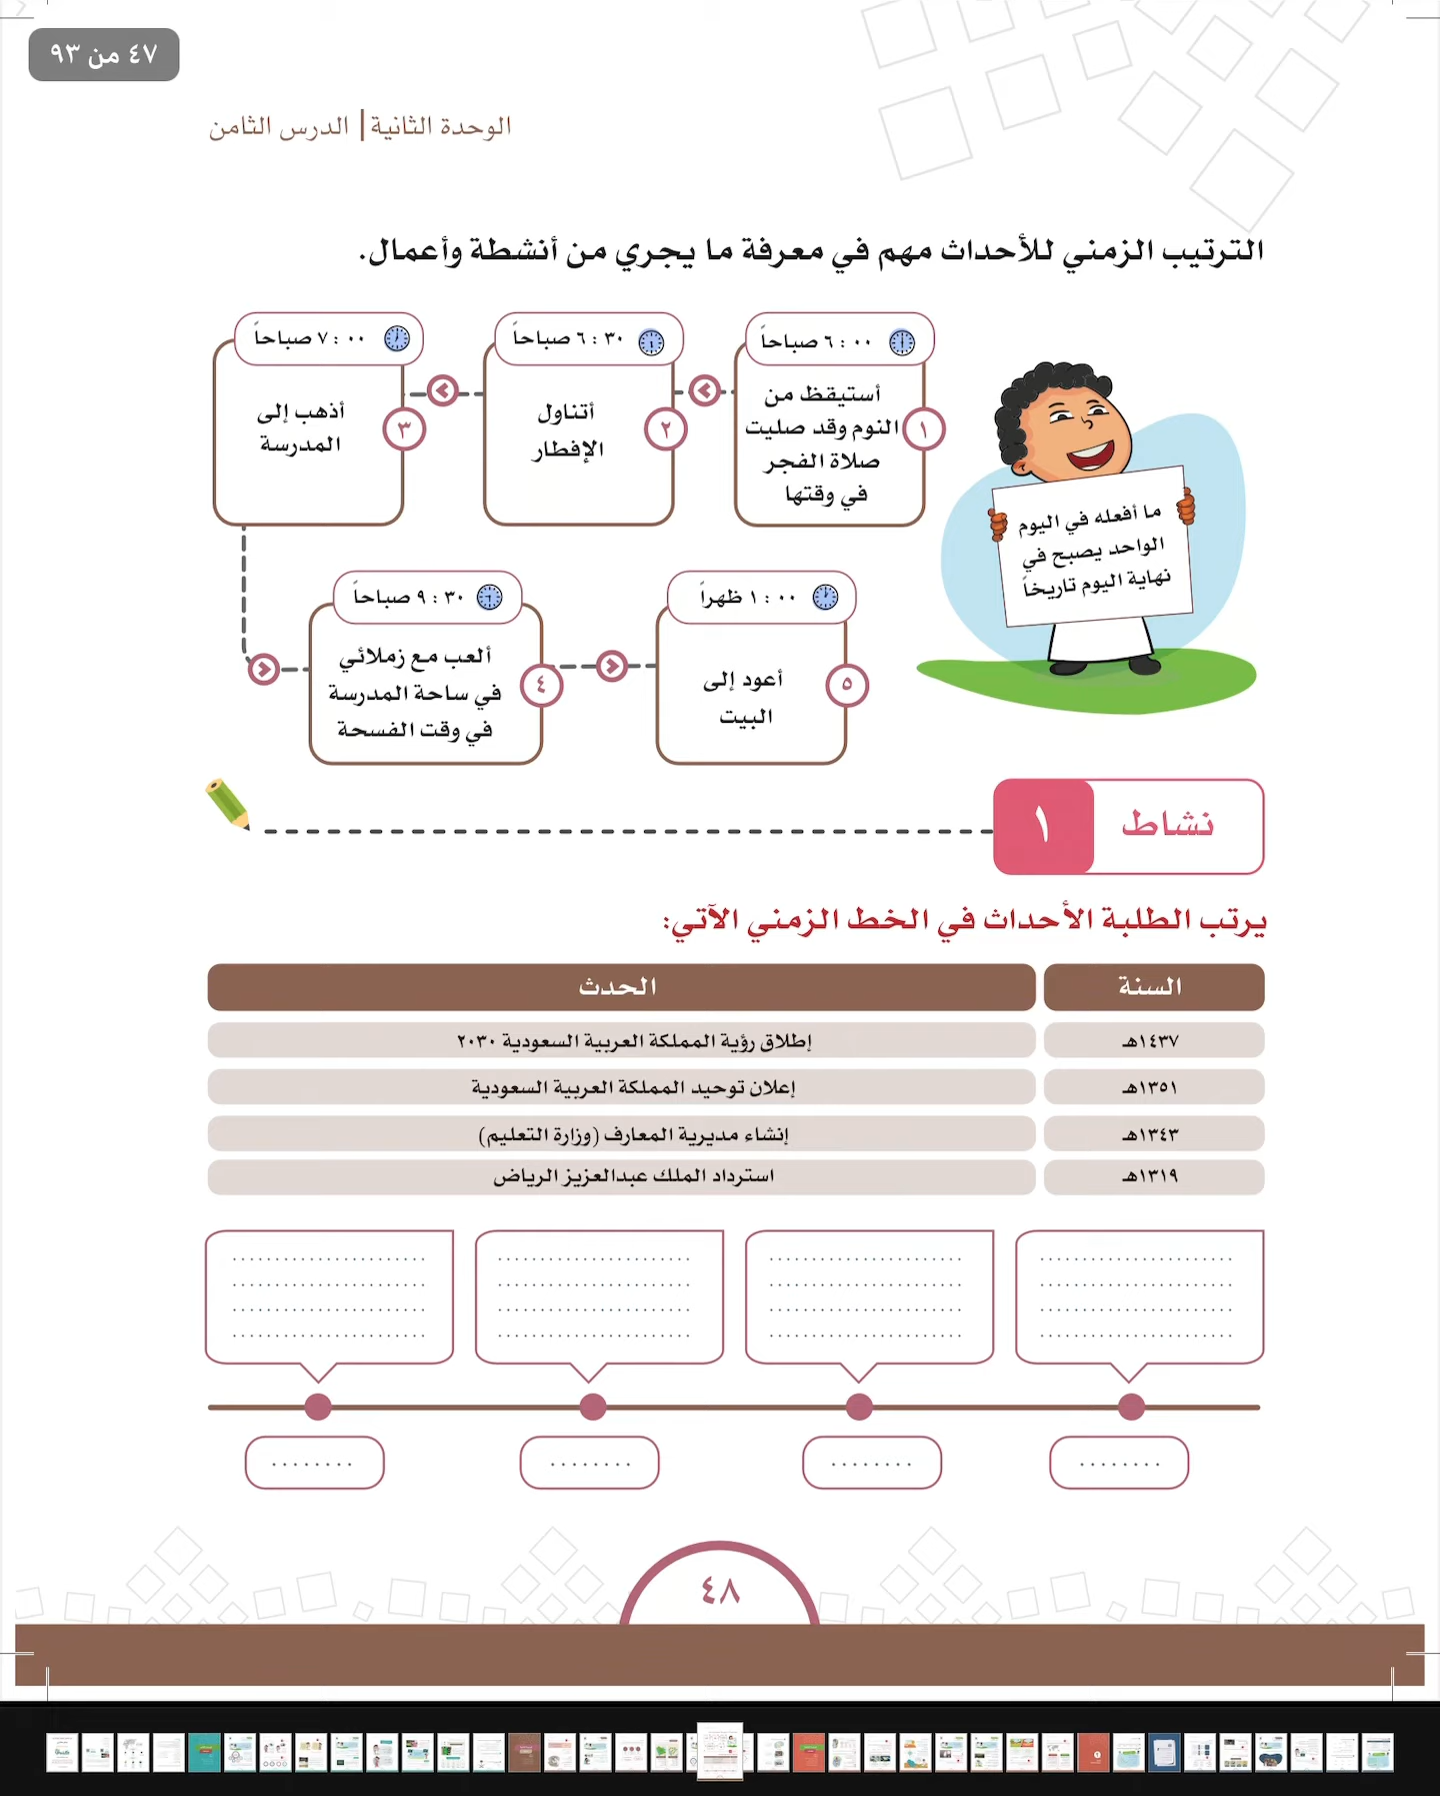 ٤٧ من ٩٣
الوحدة الثانية | الدرس الثامن
الترتيب الزمني للأحداث مهم في معرفة ما يجري من أنشطة وأعمال.
٦:٠٠ صباحاً
١
أستيقظ من
النوم وقد صليت
صلاة الفجر
في وقتها
٦:٣٠ صباحاً
٢
أتناول
الإفطار
٧:٠٠ صباحاً
٣
أذهب إلى
المدرسة
٩:٣٠ صباحاً
٤
ألعب مع زملائي
في ساحة المدرسة
في وقت الفسحة
١:٠٠ ظهراً
٥
أعود إلى
البيت
ما أفعله في اليوم
الواحد يصبح في
نهاية اليوم تاريخاً
نشاط ١
يرتب الطلبة الأحداث في الخط الزمني الآتي:
السنة الحدث
١٤٣٧هـ إطلاق رؤية المملكة العربية السعودية ٢٠٣٠
١٣٥١هـ إعلان توحيد المملكة العربية السعودية
١٣٤٣هـ إنشاء مديرية المعارف (وزارة التعليم)
١٣١٩هـ استرداد الملك عبدالعزيز الرياض
٤٨